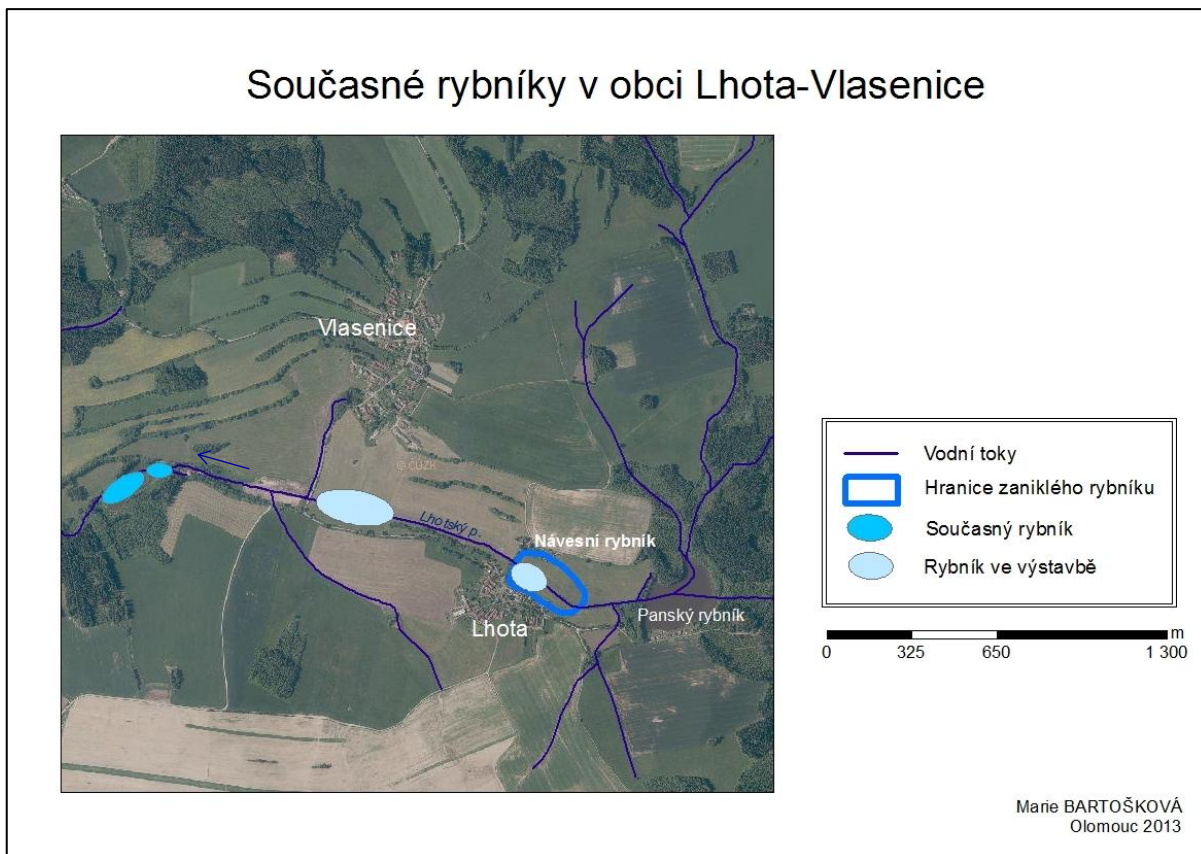 Současné rybníky v obci Lhota-Vlasenice
Vlasenice
© ČÚZK
Lhotský p.
Návesní rybník
Lhota
Panský rybník
Vodní toky
Hranice zaniklého rybníku
Současný rybník
Rybník ve výstavbě
m
0 325 650 1 300
Marie BARTOŠKOVÁ
Olomouc 2013